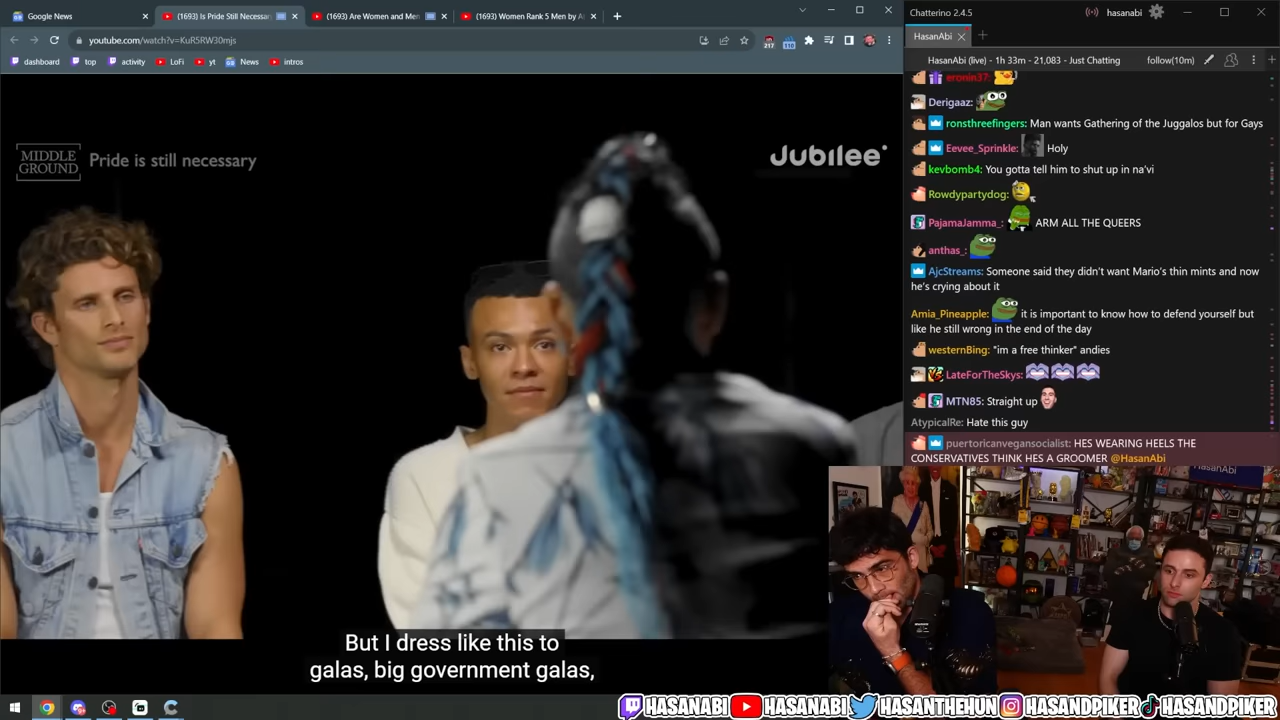 Google News
(1693) Is Pride Still Necessar
(1693) Are Women and Men
(1693) Women Rank 5 Men by A
youtube.com/watch?v=KuR5RW30mjs
217
110
dashboard
top
activity
LoFi
yt
News
intros
MIDDLE
GROUND
Pride is still necessary
Jubilee
But I dress like this to
galas, big government galas,
Chatterino 2.4.5
hasanabi
HasanAbi
HasanAbi (live) - 1h 33m - 21,083 - Just Chatting
follow(10m)
eronin37:
Derigaaz:
ronsthreefingers: Man wants Gathering of the Juggalos but for Gays
Eevee_Sprinkle: Holy
kevbomb4: You gotta tell him to shut up in na'vi
Rowdypartydog:
PajamaJamma_: ARM ALL THE QUEERS
anthas_:
AjcStreams: Someone said they didn't want Mario's thin mints and now
he's crying about it
Amia_Pineapple: it is important to know how to defend yourself but
like he still wrong in the end of the day
westernBing: "im a free thinker" andies
LateForTheSkys:
MTN85: Straight up
AtypicalRe: Hate this guy
puertoricanvegansocialist: HES WEARING HEELS THE
CONSERVATIVES THINK HES A GROOMER @HasanAbi
HasanAbi
HASANABI HASANABI HASANTHEHUN HASANDPIKER HASANDPIKER